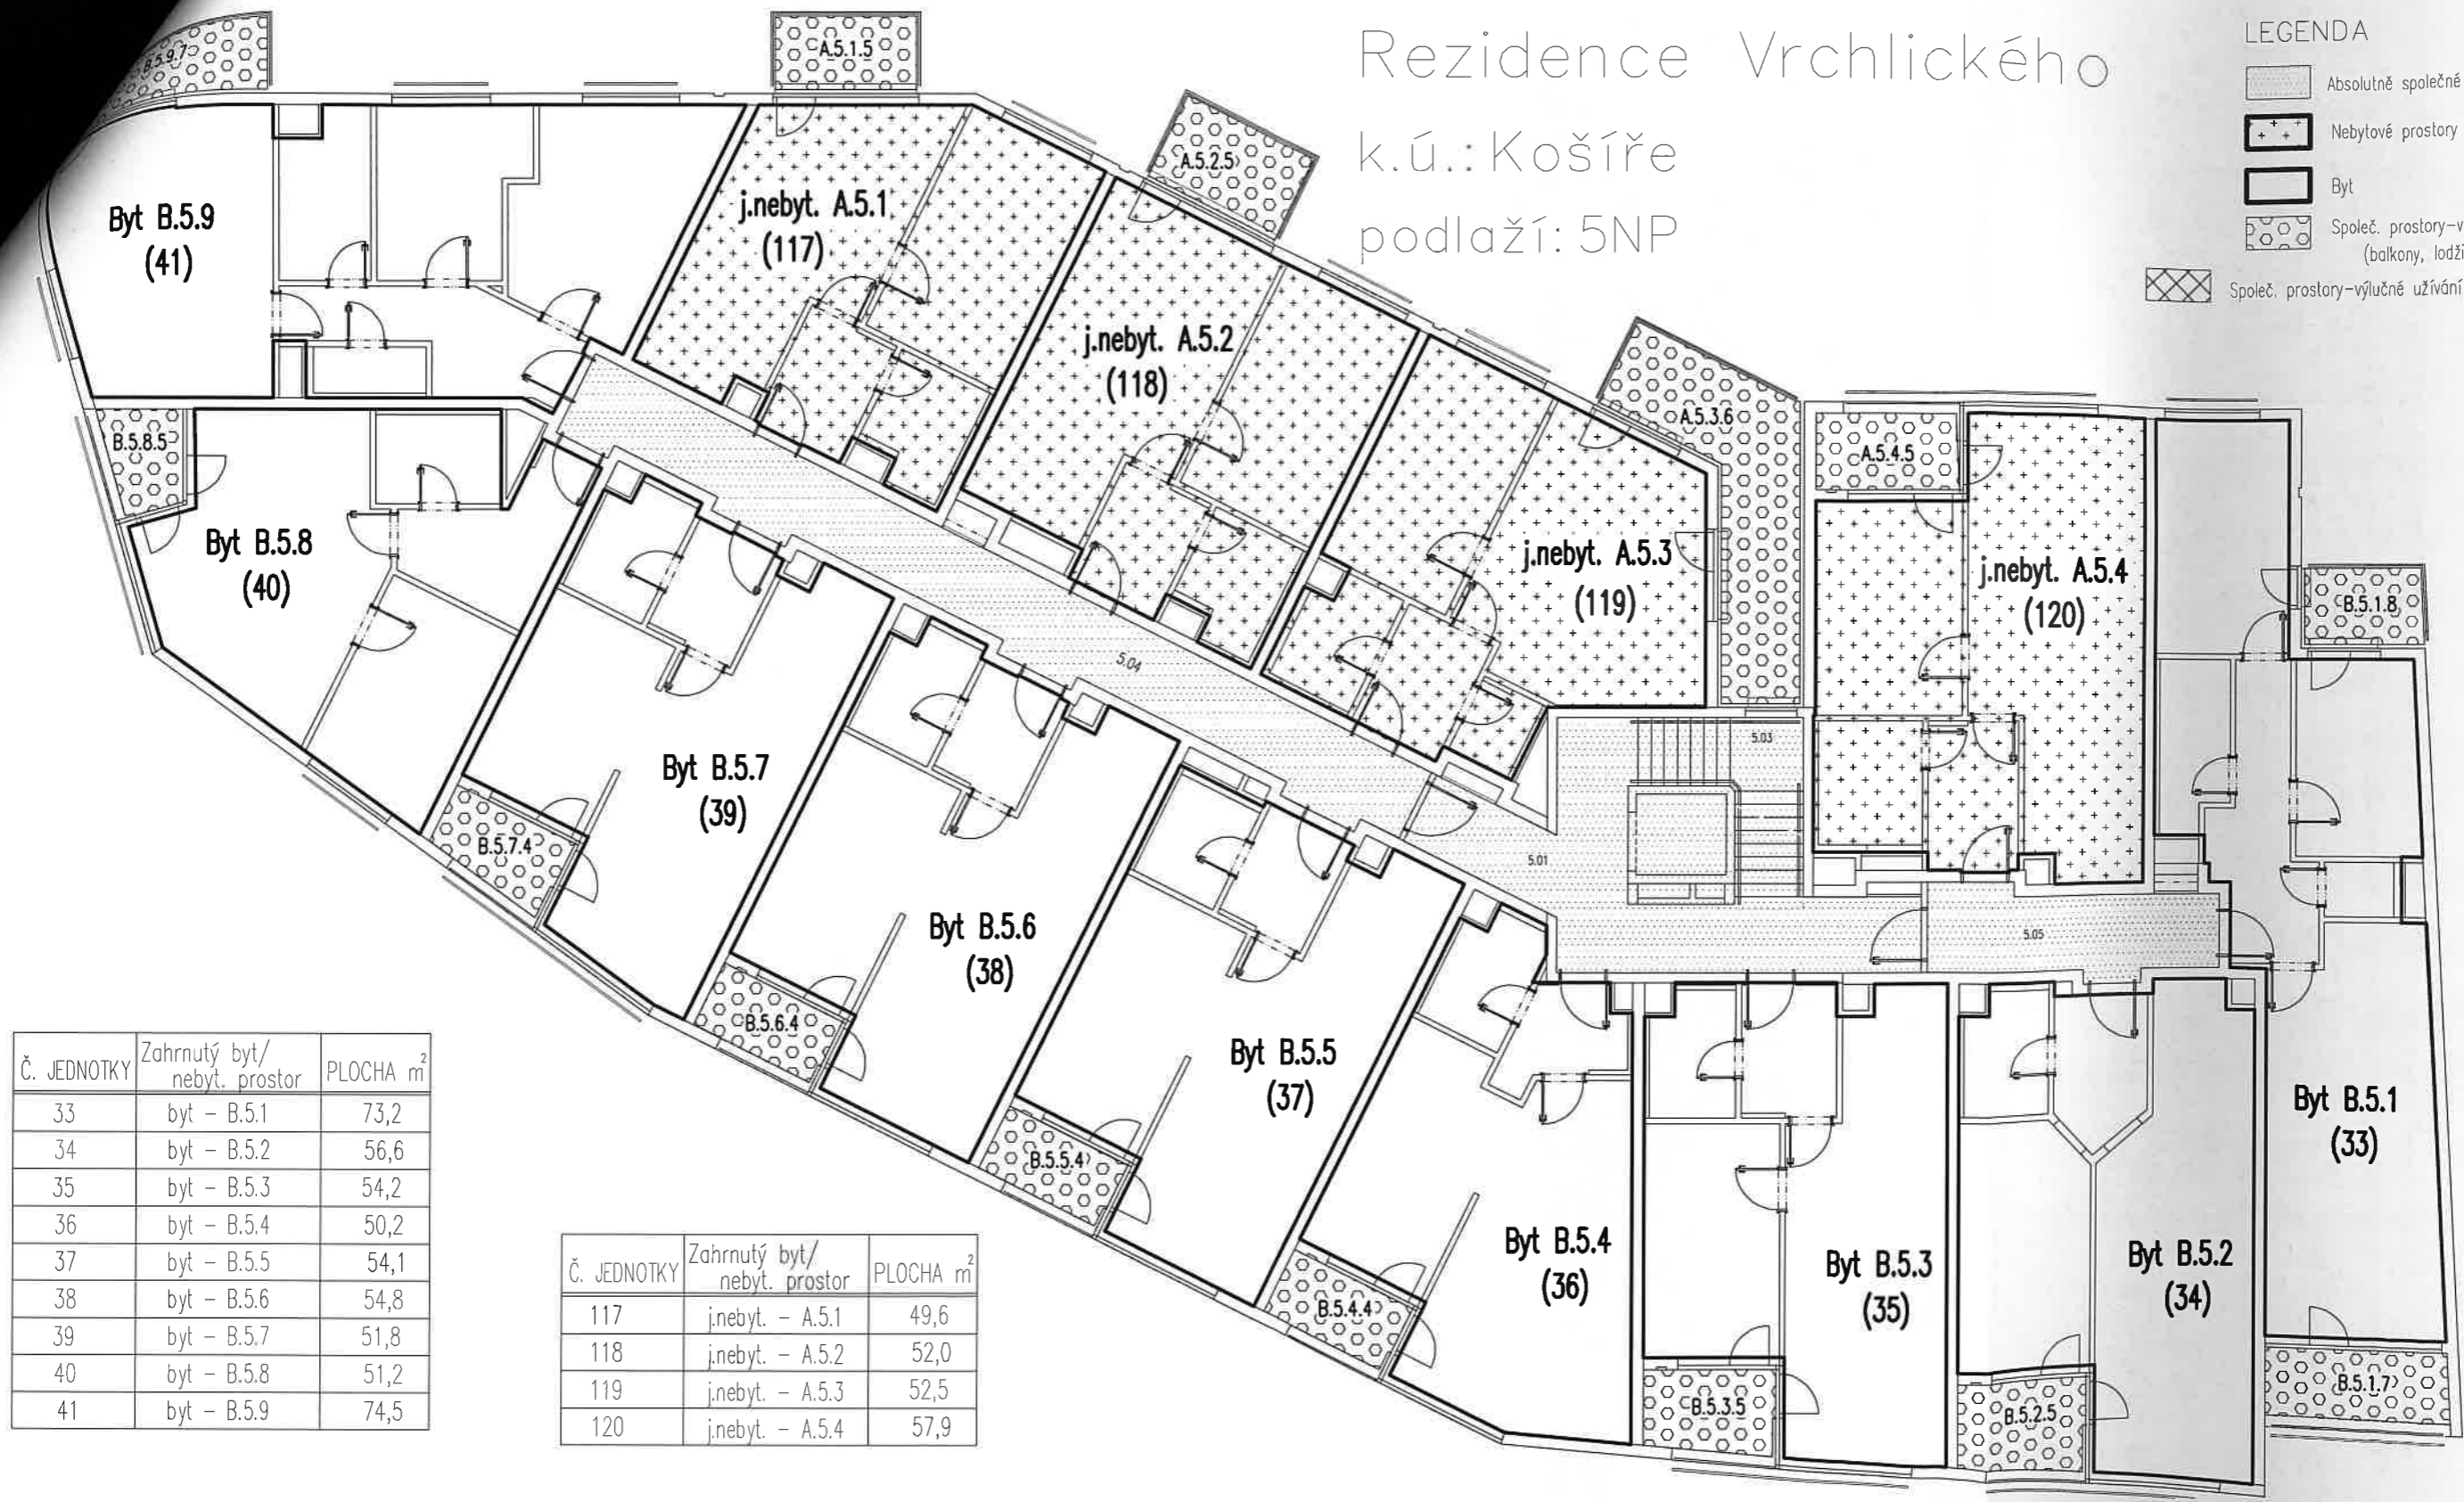 Rezidence Vrchlického
k.ú.: Košíře
podlaží: 5NP
LEGENDA
Absolutně společné
Nebytové prostory
Byt
Společ. prostory-v
(balkony, lodži
Společ. prostory-výlučné užívání
B.5.9.7
A.5.1.5
A.5.2.5
A.5.3.6
A.5.4.5
B.5.1.8
Byt B.5.9
(41)
j.nebyt. A.5.1
(117)
j.nebyt. A.5.2
(118)
j.nebyt. A.5.3
(119)
j.nebyt. A.5.4
(120)
B.5.8.5
Byt B.5.8
(40)
5.04
5.03
5.01
5.05
Byt B.5.7
(39)
B.5.7.4
Byt B.5.6
(38)
B.5.6.4
Byt B.5.5
(37)
B.5.5.4
Byt B.5.4
(36)
B.5.4.4
Byt B.5.3
(35)
B.5.3.5
Byt B.5.2
(34)
B.5.2.5
Byt B.5.1
(33)
B.5.1.7
Č. JEDNOTKY Zahrnutý byt/ nebyt. prostor PLOCHA m²
33 byt - B.5.1 73,2
34 byt - B.5.2 56,6
35 byt - B.5.3 54,2
36 byt - B.5.4 50,2
37 byt - B.5.5 54,1
38 byt - B.5.6 54,8
39 byt - B.5.7 51,8
40 byt - B.5.8 51,2
41 byt - B.5.9 74,5
Č. JEDNOTKY Zahrnutý byt/ nebyt. prostor PLOCHA m²
117 j.nebyt. - A.5.1 49,6
118 j.nebyt. - A.5.2 52,0
119 j.nebyt. - A.5.3 52,5
120 j.nebyt. - A.5.4 57,9